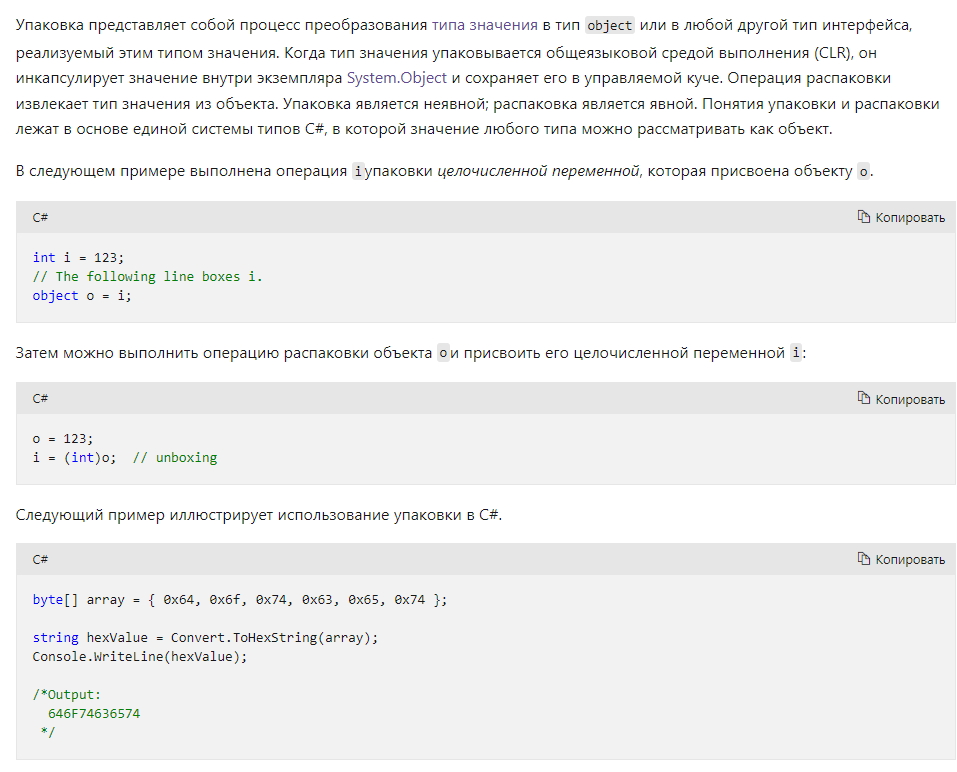 Упаковка представляет собой процесс преобразования типа значения в тип object или в любой другой тип интерфейса,
реализуемый этим типом значения. Когда тип значения упаковывается общеязыковой средой выполнения (CLR), он
инкапсулирует значение внутри экземпляра System.Object и сохраняет его в управляемой куче. Операция распаковки
извлекает тип значения из объекта. Упаковка является неявной; распаковка является явной. Понятия упаковки и распаковки
лежат в основе единой системы типов C#, в которой значение любого типа можно рассматривать как объект.
В следующем примере выполнена операция i упаковки целочисленной переменной, которая присвоена объекту o.
C# Копировать
int i = 123;
// The following line boxes i.
object o = i;
Затем можно выполнить операцию распаковки объекта o и присвоить его целочисленной переменной i:
C# Копировать
o = 123;
i = (int)o;  // unboxing
Следующий пример иллюстрирует использование упаковки в C#.
C# Копировать
byte[] array = { 0x64, 0x6f, 0x74, 0x63, 0x65, 0x74 };
string hexValue = Convert.ToHexString(array);
Console.WriteLine(hexValue);
/*Output:
  646F74636574
 */